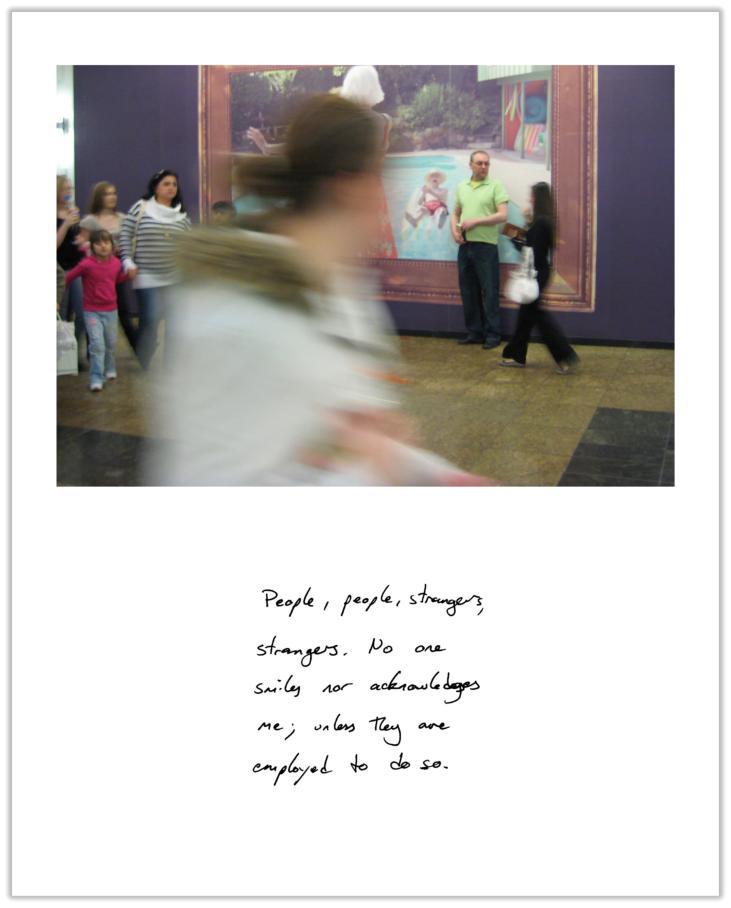 People, people, strangers,
strangers. No one
smiles nor acknowledges
me; unless they are
employed to do so.